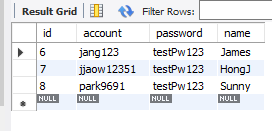 Result Grid Filter Rows:
id account password name
6 jang123 testPw123 James
7 jjaow12351 testPw123 HongJ
8 park9691 testPw123 Sunny
NULL NULL NULL NULL